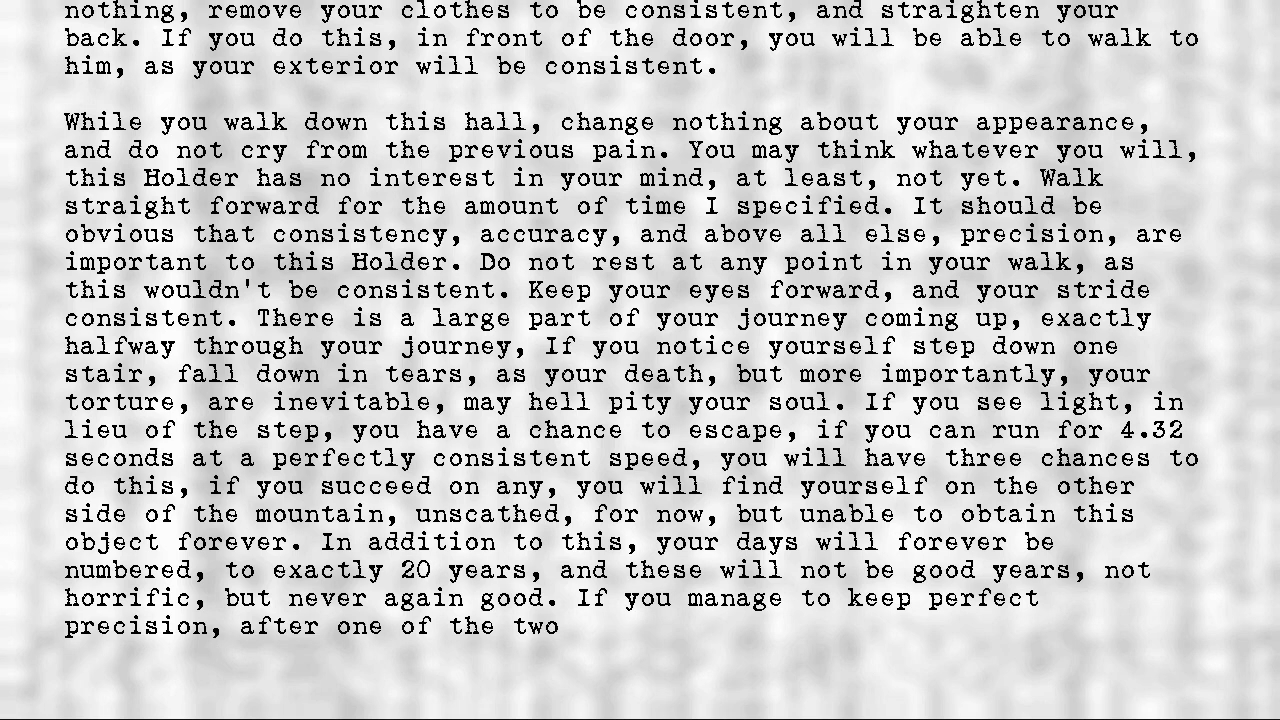 nothing, remove your clothes to be consistent, and straighten your
back. If you do this, in front of the door, you will be able to walk to
him, as your exterior will be consistent.
While you walk down this hall, change nothing about your appearance,
and do not cry from the previous pain. You may think whatever you will,
this Holder has no interest in your mind, at least, not yet. Walk
straight forward for the amount of time I specified. It should be
obvious that consistency, accuracy, and above all else, precision, are
important to this Holder. Do not rest at any point in your walk, as
this wouldn't be consistent. Keep your eyes forward, and your stride
consistent. There is a large part of your journey coming up, exactly
halfway through your journey, If you notice yourself step down one
stair, fall down in tears, as your death, but more importantly, your
torture, are inevitable, may hell pity your soul. If you see light, in
lieu of the step, you have a chance to escape, if you can run for 4.32
seconds at a perfectly consistent speed, you will have three chances to
do this, if you succeed on any, you will find yourself on the other
side of the mountain, unscathed, for now, but unable to obtain this
object forever. In addition to this, your days will forever be
numbered, to exactly 20 years, and these will not be good years, not
horrific, but never again good. If you manage to keep perfect
precision, after one of the two